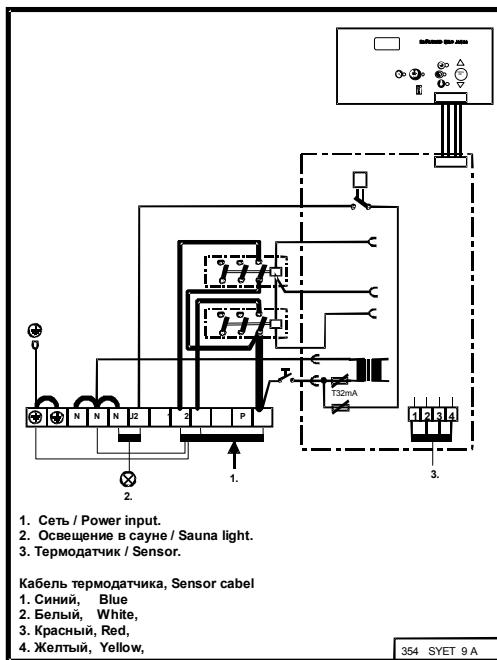 T32mA
N N N J2 2 P
1 2 3 4
2.
1.
3.
1. Сеть / Power input.
2. Освещение в сауне / Sauna light.
3. Термодатчик / Sensor.
Кабель термодатчика, Sensor cabel
1. Синий, Blue
2. Белый, White,
3. Красный, Red,
4. Желтый, Yellow,
354 SYET 9 A